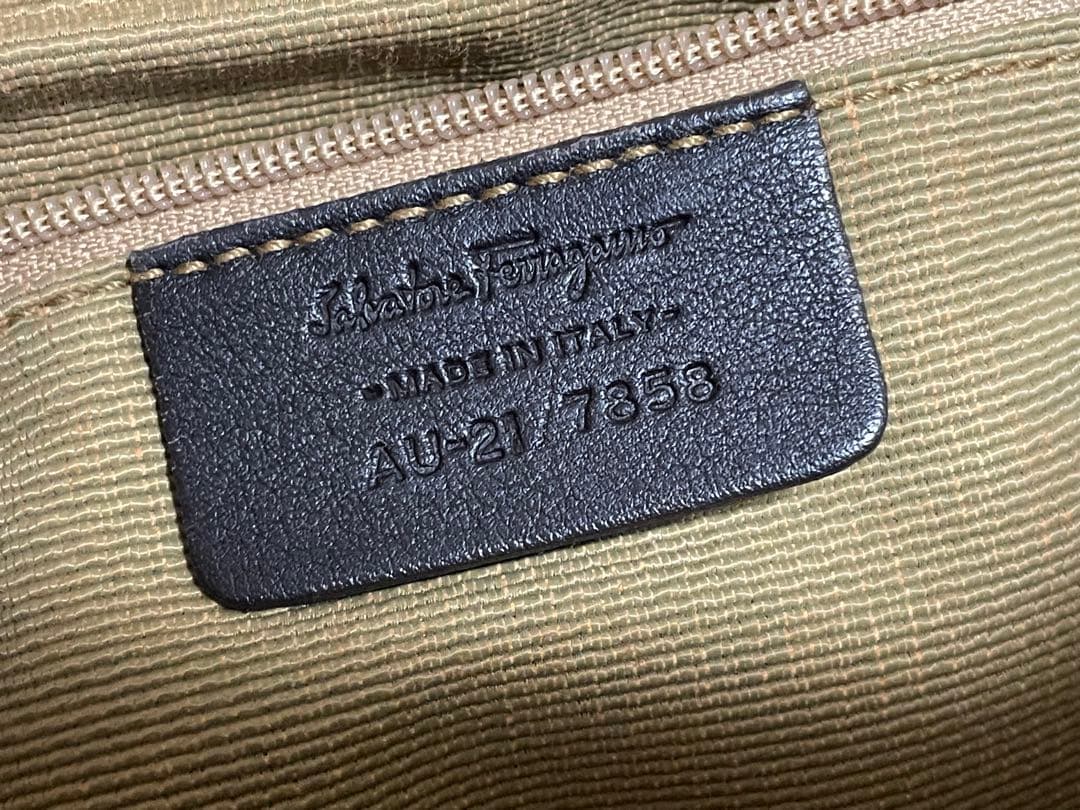 Salvatore Ferragamo
-MADE IN ITALY-
AU-21/7858